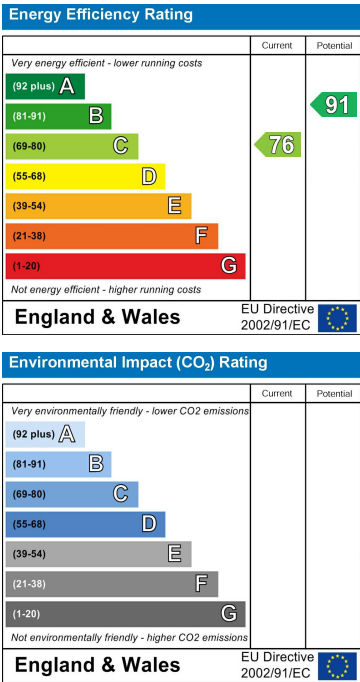 Energy Efficiency Rating
Current Potential
Very energy efficient - lower running costs
(92 plus) A
(81-91) B
(69-80) C
(55-68) D
(39-54) E
(21-38) F
(1-20) G
91
76
Not energy efficient - higher running costs
England & Wales
EU Directive
2002/91/EC
Environmental Impact (CO₂) Rating
Current Potential
Very environmentally friendly - lower CO2 emissions
(92 plus) A
(81-91) B
(69-80) C
(55-68) D
(39-54) E
(21-38) F
(1-20) G
Not environmentally friendly - higher CO2 emissions
England & Wales
EU Directive
2002/91/EC